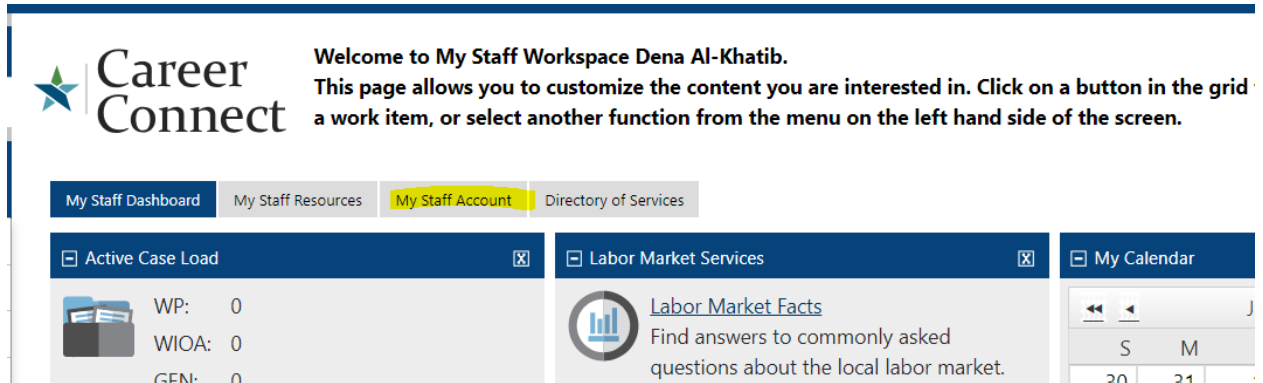 Career
Connect
Welcome to My Staff Workspace Dena Al-Khatib.
This page allows you to customize the content you are interested in. Click on a button in the grid
a work item, or select another function from the menu on the left hand side of the screen.
My Staff Dashboard My Staff Resources My Staff Account Directory of Services
Active Case Load X Labor Market Services X My Calendar
WP: 0
WIOA: 0
GEN: 0
Labor Market Facts
Find answers to commonly asked
questions about the local labor market.
J
S M
30 31